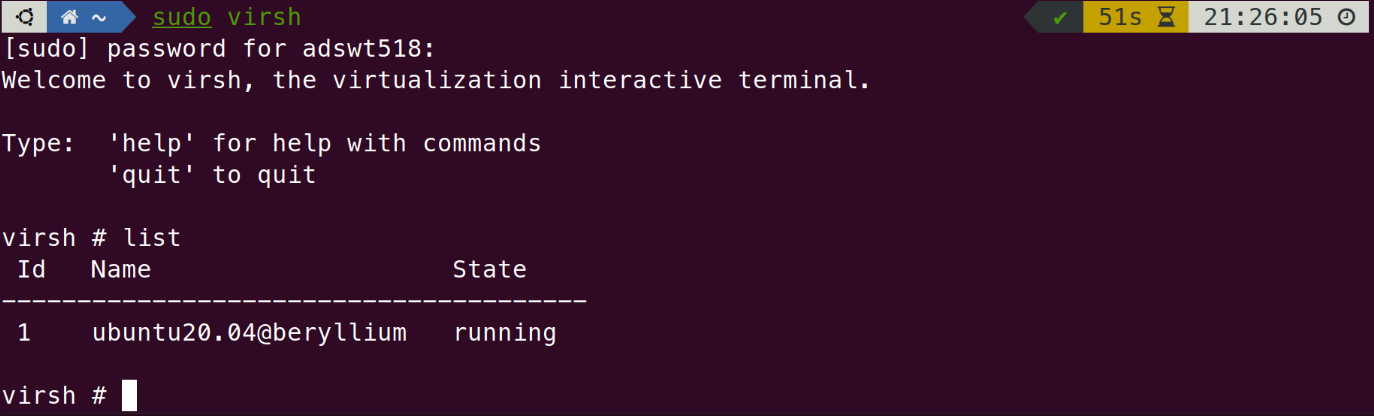 ~ sudo virsh ✔ 51s 21:26:05
[sudo] password for adswt518:
Welcome to virsh, the virtualization interactive terminal.
Type:  'help' for help with commands
       'quit' to quit
virsh # list
 Id   Name                    State
---------------------------------------
 1    ubuntu20.04@beryllium   running
virsh #